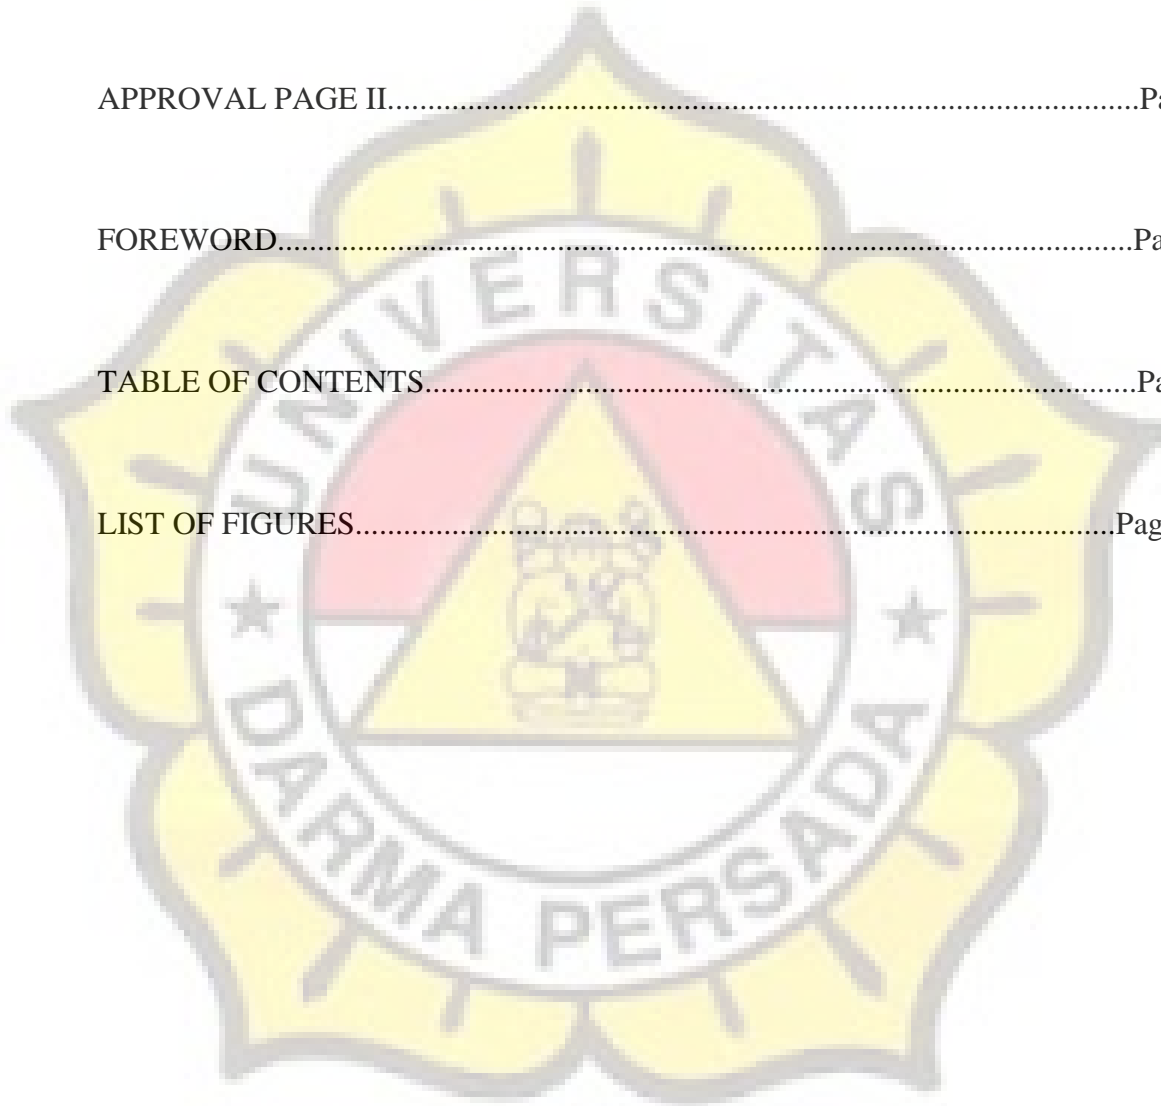 APPROVAL PAGE II..........................................................................................Pa
FOREWORD......................................................................................................Pa
TABLE OF CONTENTS.....................................................................................Pa
LIST OF FIGURES...........................................................................................Pag
UNIVERSITAS
DARMA PERSADA